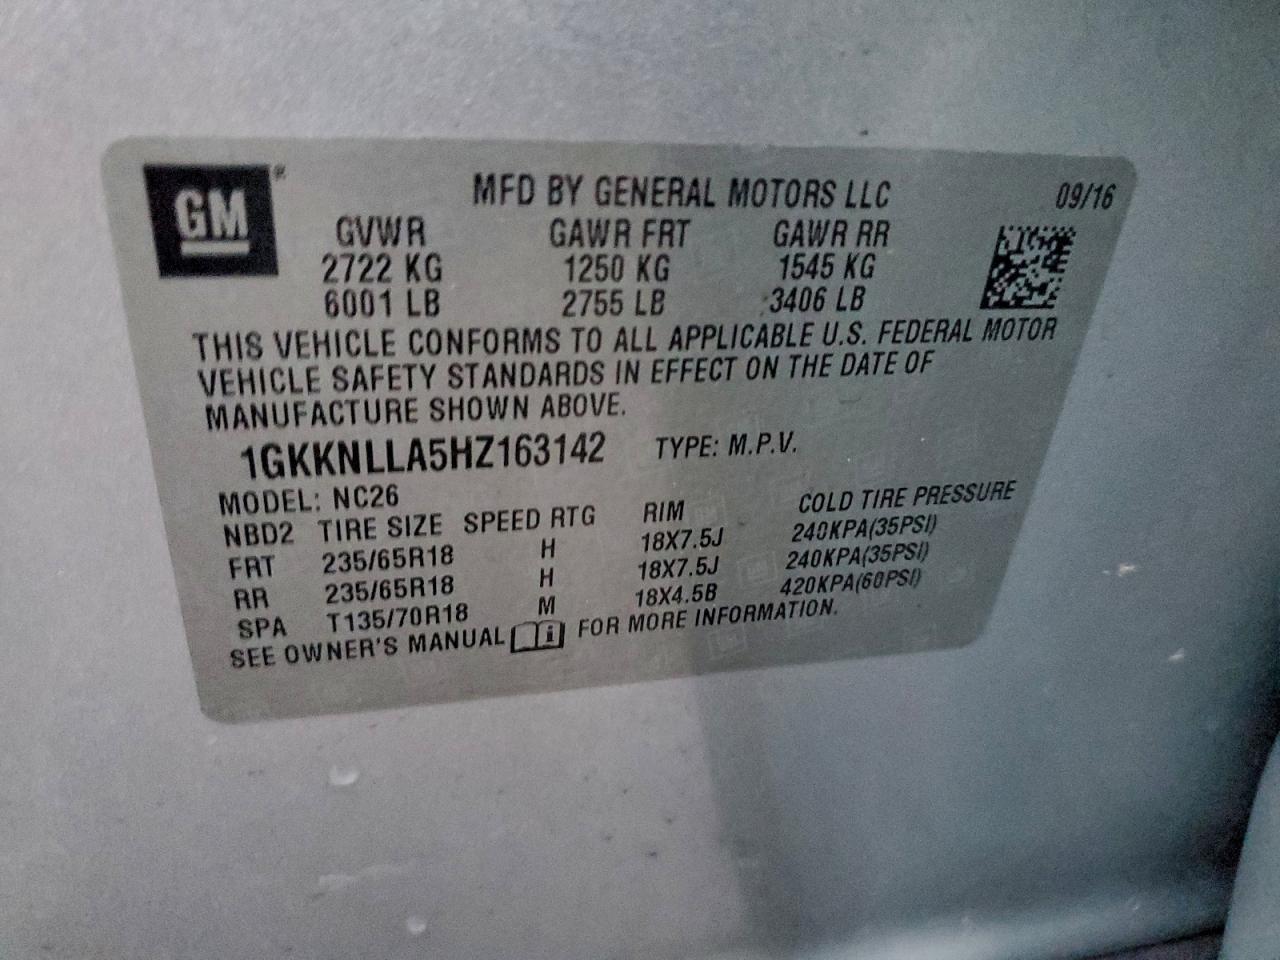 GM®
MFD BY GENERAL MOTORS LLC 09/16
GVWR GAWR FRT GAWR RR
2722 KG 1250 KG 1545 KG
6001 LB 2755 LB 3406 LB
THIS VEHICLE CONFORMS TO ALL APPLICABLE U.S. FEDERAL MOTOR
VEHICLE SAFETY STANDARDS IN EFFECT ON THE DATE OF
MANUFACTURE SHOWN ABOVE.
1GKKNLLA5HZ163142 TYPE: M.P.V.
MODEL: NC26
NBD2 TIRE SIZE SPEED RTG RIM COLD TIRE PRESSURE
FRT 235/65R18 H 18X7.5J 240KPA(35PSI)
RR 235/65R18 H 18X7.5J 240KPA(35PSI)
SPA T135/70R18 M 18X4.5B 420KPA(60PSI)
SEE OWNER'S MANUAL i FOR MORE INFORMATION.